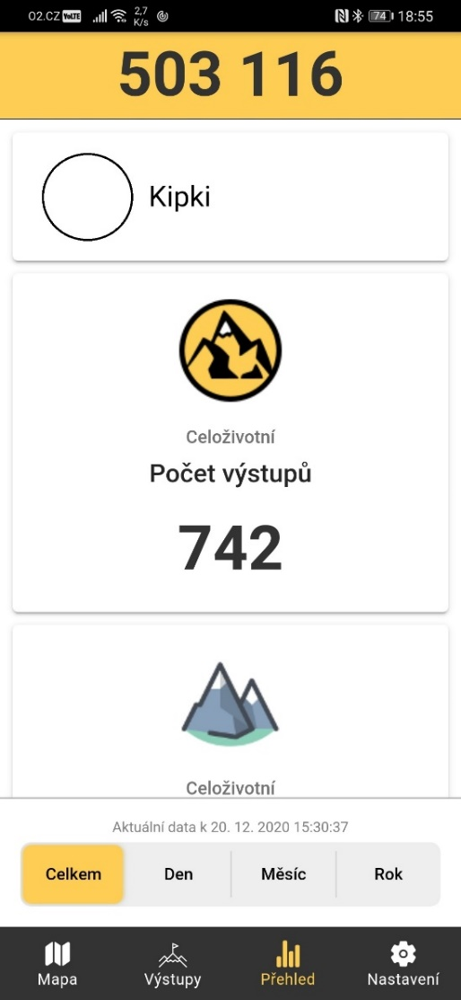 O2.CZ VoLTE 2,7 K/s 74 18:55
503 116
Kipki
Celoživotní
Počet výstupů
742
Celoživotní
Aktuální data k 20. 12. 2020 15:30:37
Celkem Den Měsíc Rok
Mapa Výstupy Přehled Nastavení